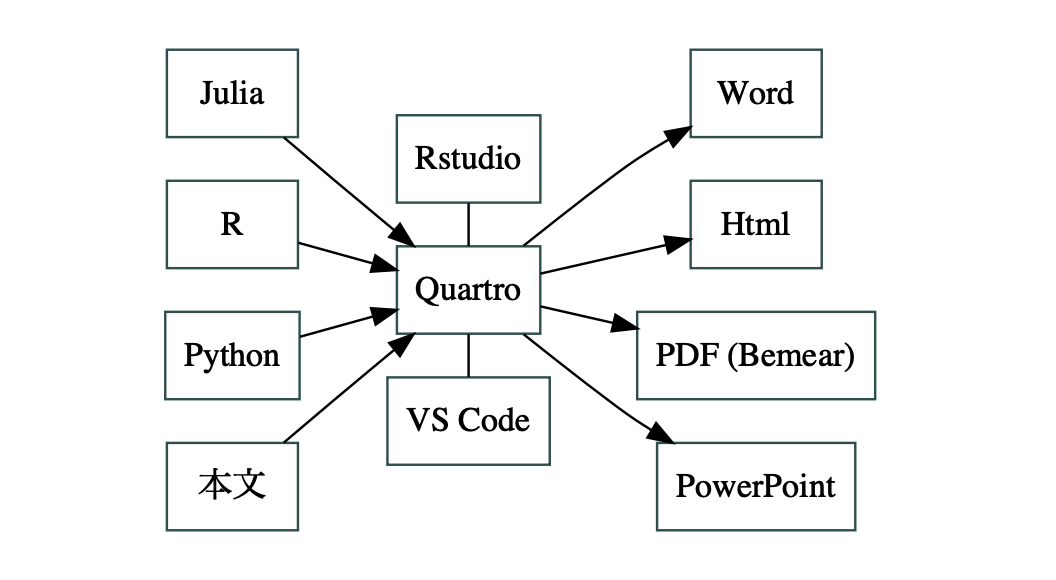 Julia
R
Python
本文
Rstudio
Quartro
VS Code
Word
Html
PDF (Bemear)
PowerPoint